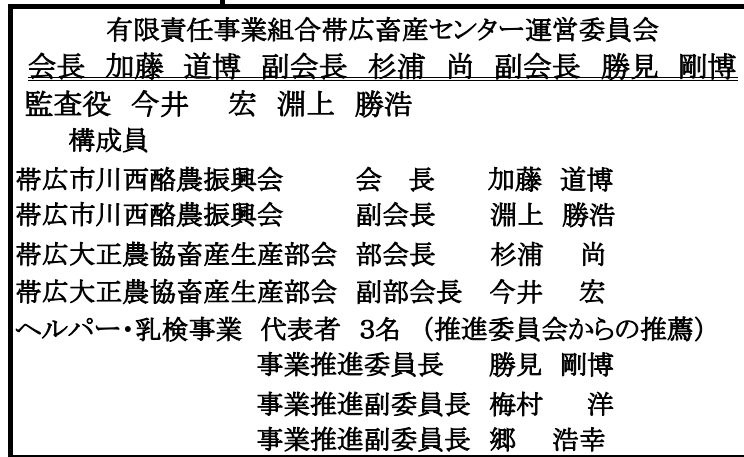 有限責任事業組合帯広畜産センター運営委員会
会長 加藤 道博 副会長 杉浦 尚 副会長 勝見 剛博
監査役 今井 宏 淵上 勝浩
構成員
帯広市川西酪農振興会 会 長 加藤 道博
帯広市川西酪農振興会 副会長 淵上 勝浩
帯広大正農協畜産生産部会 部会長 杉浦 尚
帯広大正農協畜産生産部会 副部会長 今井 宏
ヘルパー・乳検事業 代表者 3名 (推進委員会からの推薦)
事業推進委員長 勝見 剛博
事業推進副委員長 梅村 洋
事業推進副委員長 郷 浩幸